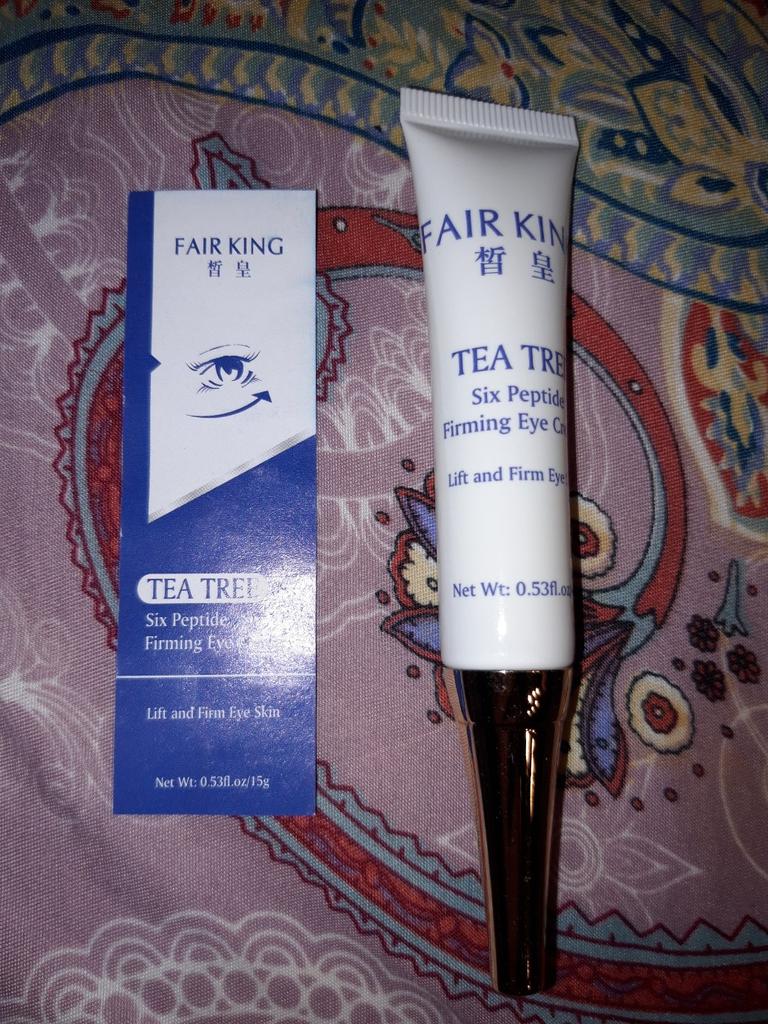 FAIR KING
皙皇
TEA TREE
Six Peptide
Firming Eye
Lift and Firm Eye Skin
Net Wt: 0.53fl.oz/15g
FAIR KIN
皙皇
TEA TRE
Six Peptide
Firming Eye
Lift and Firm Eye
Net Wt: 0.53fl.oz